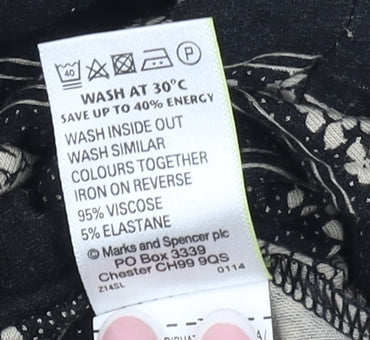 40 P
WASH AT 30°C
SAVE UP TO 40% ENERGY
WASH INSIDE OUT
WASH SIMILAR
COLOURS TOGETHER
IRON ON REVERSE
95% VISCOSE
5% ELASTANE
© Marks and Spencer plc
PO Box 3339
Chester CH99 9QS
Z14SL 0114